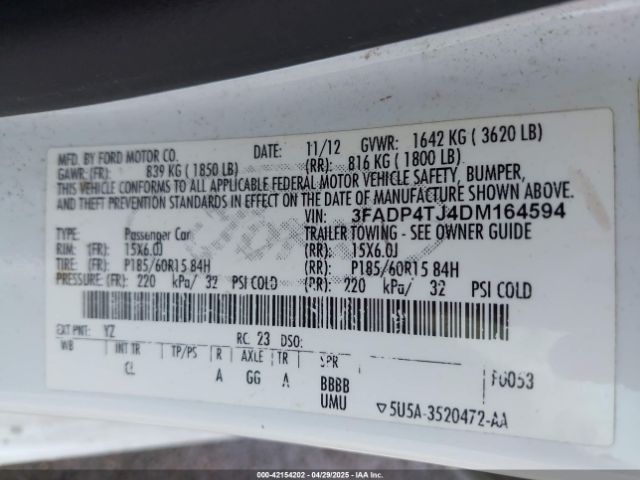 MFD. BY FORD MOTOR CO. DATE: 11/12 GVWR: 1642 KG ( 3620 LB)
GAWR:(FR): 839 KG ( 1850 LB) (RR): 816 KG ( 1800 LB)
THIS VEHICLE CONFORMS TO ALL APPLICABLE FEDERAL MOTOR VEHICLE SAFETY, BUMPER,
AND THEFT PREVENTION STANDARDS IN EFFECT ON THE DATE OF MANUFACTURE SHOWN ABOVE.
VIN: 3FADP4TJ4DM164594
TYPE: Passenger Car TRAILER TOWING - SEE OWNER GUIDE
RIM: (FR): 15X6.0J (RR): 15X6.0J
TIRE: (FR): P185/60R15 84H (RR): P185/60R15 84H
PRESSURE: (FR): 220 kPa/ 32 PSI COLD (RR): 220 kPa/ 32 PSI COLD
EXT PNT: YZ RC: 23 DSO:
WB INT TR TP/PS R AXLE TR SPR
CL A GG A BBBB F0053
UMU ▽5U5A-3520472-AA
000-42154202 - 04/29/2025 - IAAI.com